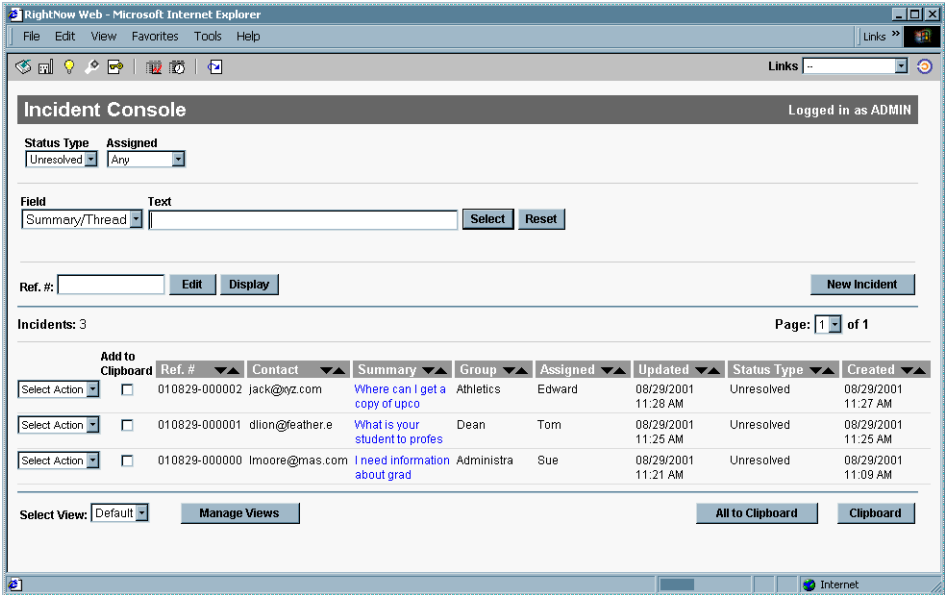 RightNow Web - Microsoft Internet Explorer
File Edit View Favorites Tools Help Links »
Links --
Incident Console Logged in as ADMIN
Status Type Assigned
Unresolved Any
Field Text
Summary/Thread Select Reset
Ref. #: Edit Display New Incident
Incidents: 3 Page: 1 of 1
Add to
Clipboard Ref. # Contact Summary Group Assigned Updated Status Type Created
Select Action 010829-000002 jack@xyz.com Where can I get a Athletics Edward 08/29/2001 Unresolved 08/29/2001
copy of upco 11:28 AM 11:27 AM
Select Action 010829-000001 dlion@feather.e What is your Dean Tom 08/29/2001 Unresolved 08/29/2001
student to profes 11:25 AM 11:25 AM
Select Action 010829-000000 lmoore@mas.com I need information Administra Sue 08/29/2001 Unresolved 08/29/2001
about grad 11:21 AM 11:09 AM
Select View: Default Manage Views All to Clipboard Clipboard
Internet